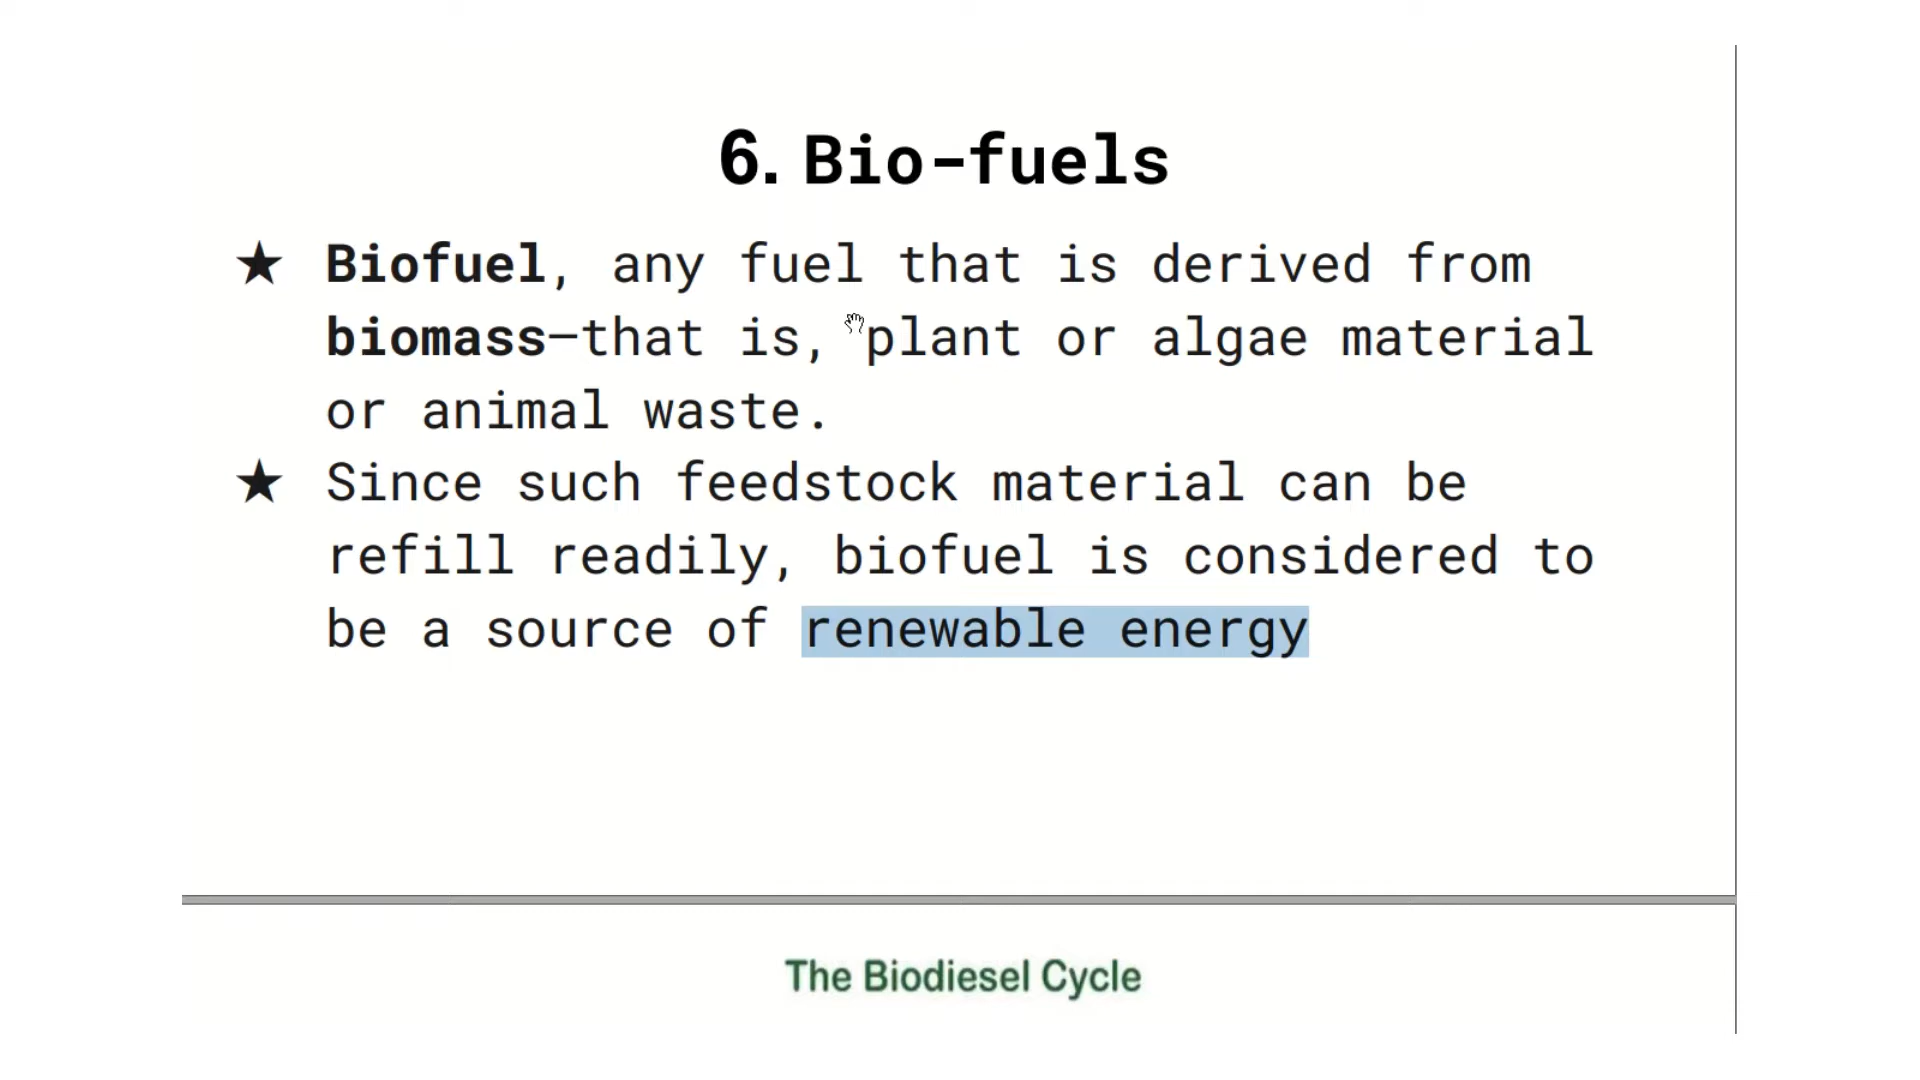 6. Bio-fuels
★ Biofuel, any fuel that is derived from
biomass—that is, plant or algae material
or animal waste.
★ Since such feedstock material can be
refill readily, biofuel is considered to
be a source of renewable energy
The Biodiesel Cycle